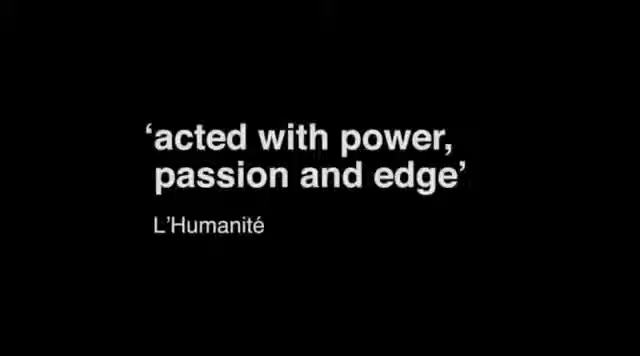 ‘acted with power,
passion and edge’
L’Humanité